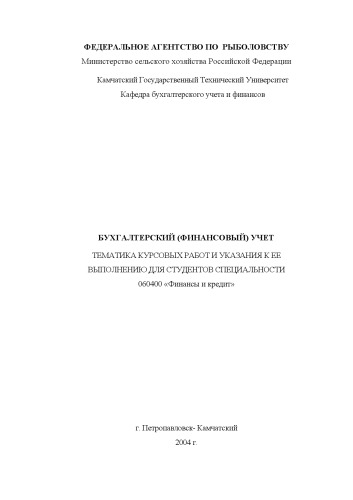 ФЕДЕРАЛЬНОЕ АГЕНТСТВО ПО РЫБОЛОВСТВУ
Министерство сельского хозяйства Российской Федерации
Камчатский Государственный Технический Университет
Кафедра бухгалтерского учета и финансов
БУХГАЛТЕРСКИЙ (ФИНАНСОВЫЙ) УЧЕТ
ТЕМАТИКА КУРСОВЫХ РАБОТ И УКАЗАНИЯ К ЕЕ
ВЫПОЛНЕНИЮ ДЛЯ СТУДЕНТОВ СПЕЦИАЛЬНОСТИ
060400 «Финансы и кредит»
г. Петропавловск- Камчатский
2004 г.